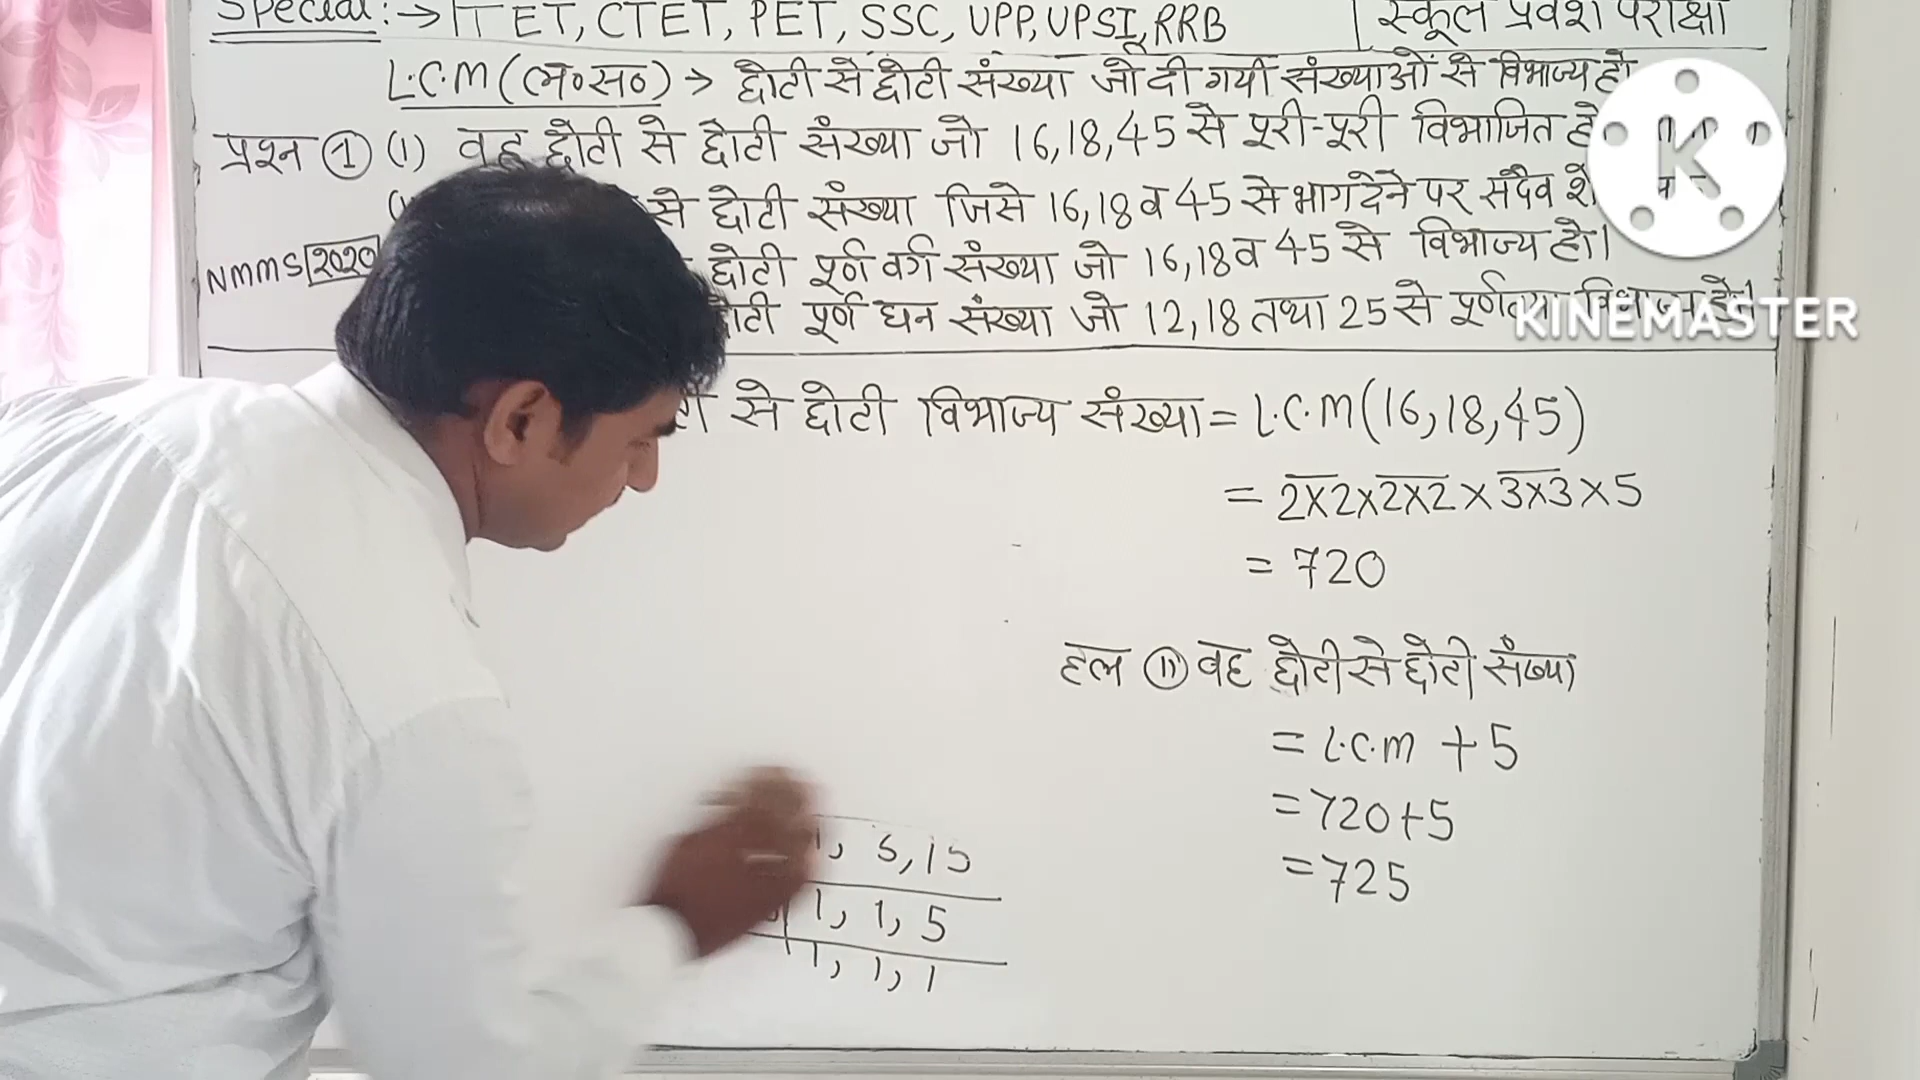 Special:→ TET, CTET, PET, SSC, UPP, UPSI, RRB | स्कूल प्रवेश परीक्षा
L.C.M (ल०स०) → छोटी से छोटी संख्या जो दी गयी संख्याओं से विभाज्य हो
प्रश्न ① (i) वह छोटी से छोटी संख्या जो 16,18,45 से पूरी-पूरी विभाजित हो
से छोटी संख्या जिसे 16,18 व 45 से भाग देने पर सदैव
NMMS 2020 छोटी पूर्ण वर्ग संख्या जो 16,18 व 45 से विभाज्य हो।
पूर्ण घन संख्या जो 12,18 तथा 25 से
KINEMASTER
से छोटी विभाज्य संख्या = L.C.M(16,18,45)
= 2×2×2×2×3×3×5
= 720
हल (ii) वह छोटी से छोटी संख्या
= L.C.M + 5
= 720+5
= 725
1, 3, 15
1, 1, 5
1, 1, 1